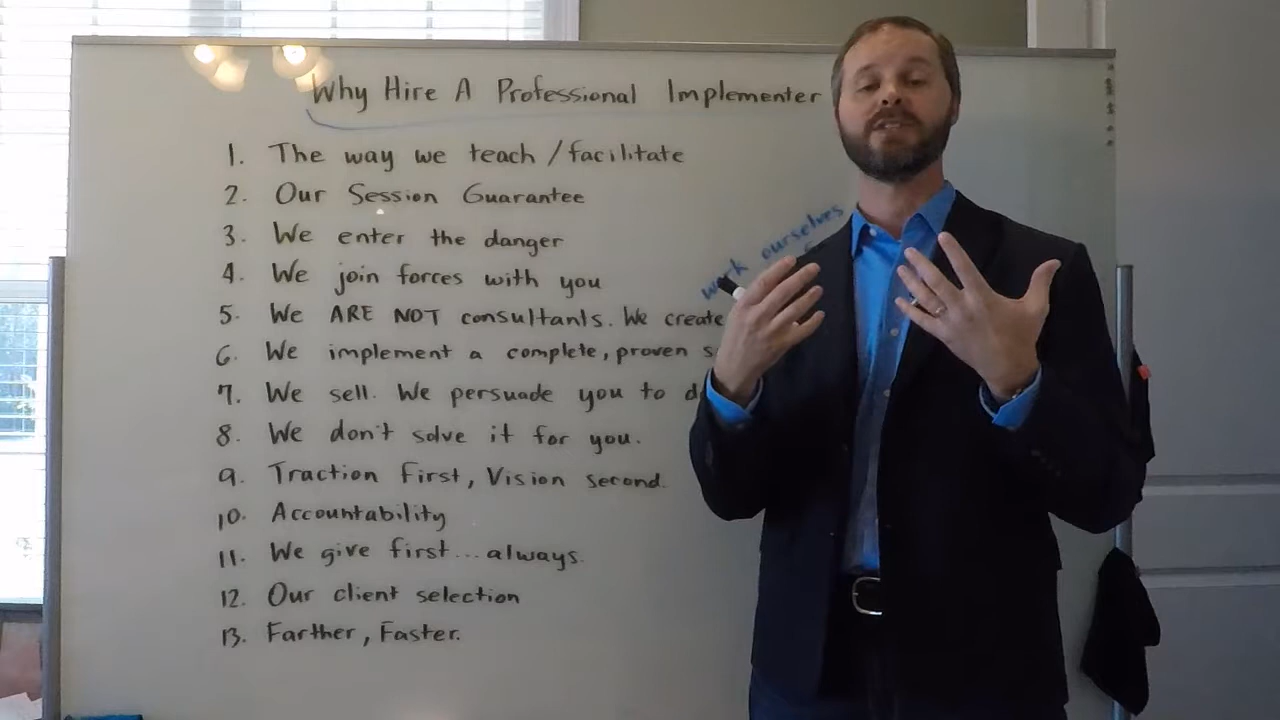 Why Hire A Professional Implementer
1. The way we teach/facilitate
2. Our Session Guarantee
3. We enter the danger
work ourselves
4. We join forces with you
5. We ARE NOT consultants. We create
6. We implement a complete, proven
7. We sell. We persuade you to
8. We don't solve it for you.
9. Traction First, Vision second.
10. Accountability
11. We give first...always.
12. Our client selection
13. Farther, Faster.